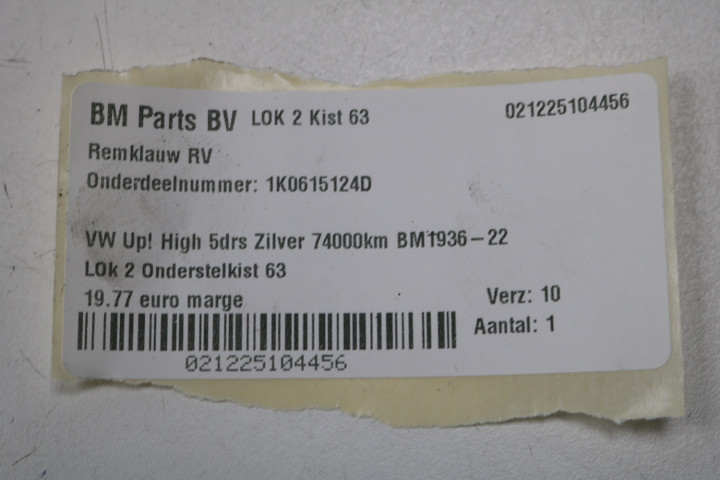 BM Parts BV LOK 2 Kist 63 021225104456
Remklauw RV
Onderdeelnummer: 1K0615124D
VW Up! High 5drs Zilver 74000km BM1936-22
LOk 2 Onderstelkist 63
19.77 euro marge Verz: 10
Aantal: 1
021225104456